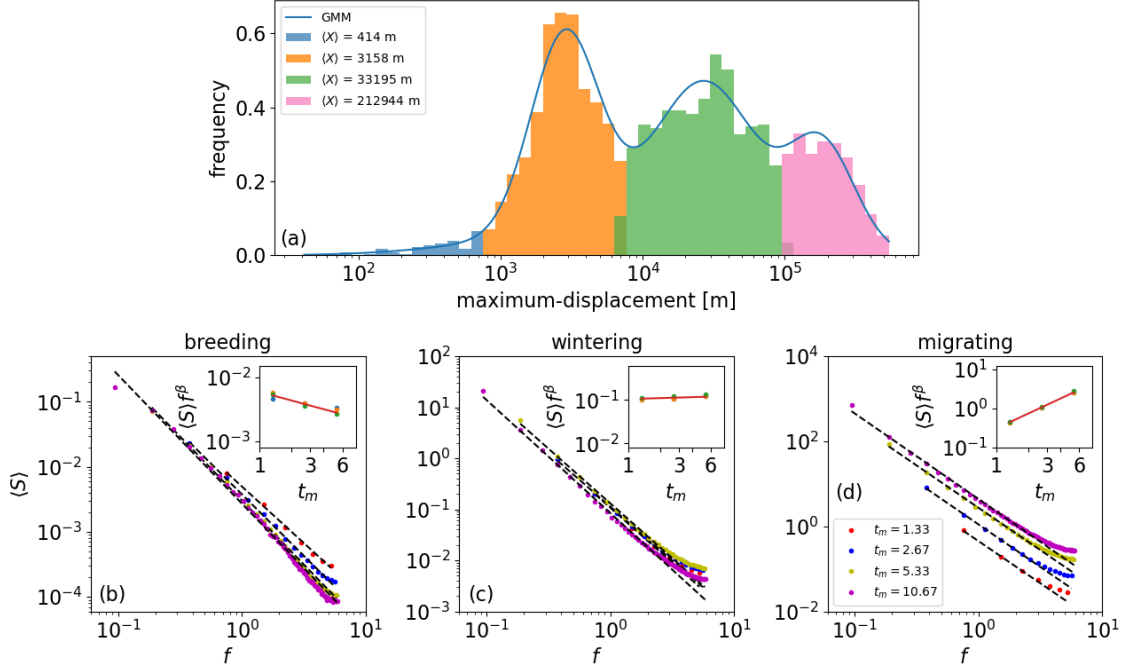 GMM
⟨X⟩ = 414 m
⟨X⟩ = 3158 m
⟨X⟩ = 33195 m
⟨X⟩ = 212944 m
frequency
0.6
0.4
0.2
0.0
(a)
10² 10³ 10⁴ 10⁵
maximum-displacement [m]
breeding
⟨S⟩
10⁻¹
10⁻²
10⁻³
10⁻⁴
⟨S⟩f^β
10⁻²
10⁻³
1 3 6
t_m
(b)
10⁻¹ 10⁰ 10¹
f
wintering
10²
10¹
10⁰
10⁻¹
10⁻²
10⁻³
⟨S⟩f^β
10⁰
10⁻¹
10⁻²
1 3 6
t_m
(c)
10⁻¹ 10⁰ 10¹
f
migrating
10⁴
10²
10⁰
10⁻²
⟨S⟩f^β
10¹
10⁰
10⁻¹
1 3 6
t_m
(d)
t_m = 1.33
t_m = 2.67
t_m = 5.33
t_m = 10.67
10⁻¹ 10⁰ 10¹
f